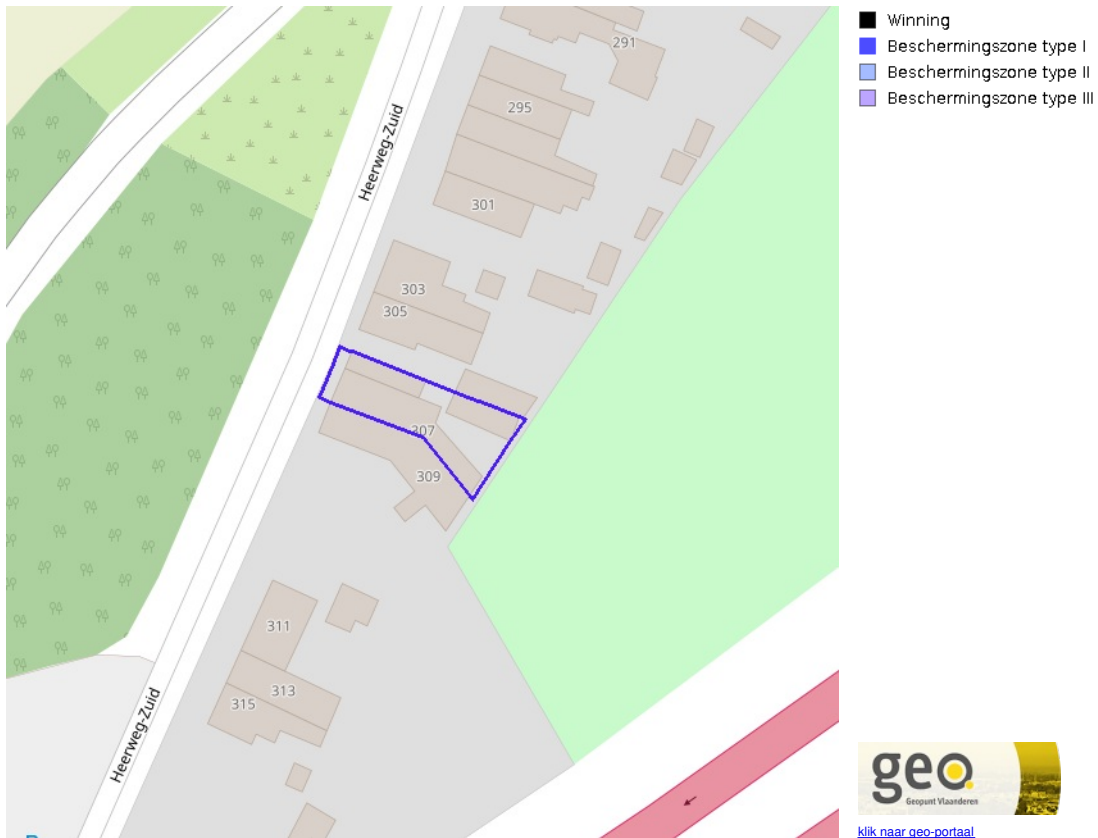 291
295
301
303
305
307
309
311
313
315
Heerweg-Zuid
Heerweg-Zuid
Winning
Beschermingszone type I
Beschermingszone type II
Beschermingszone type III
geo
Geopunt Vlaanderen
klik naar geo-portaal